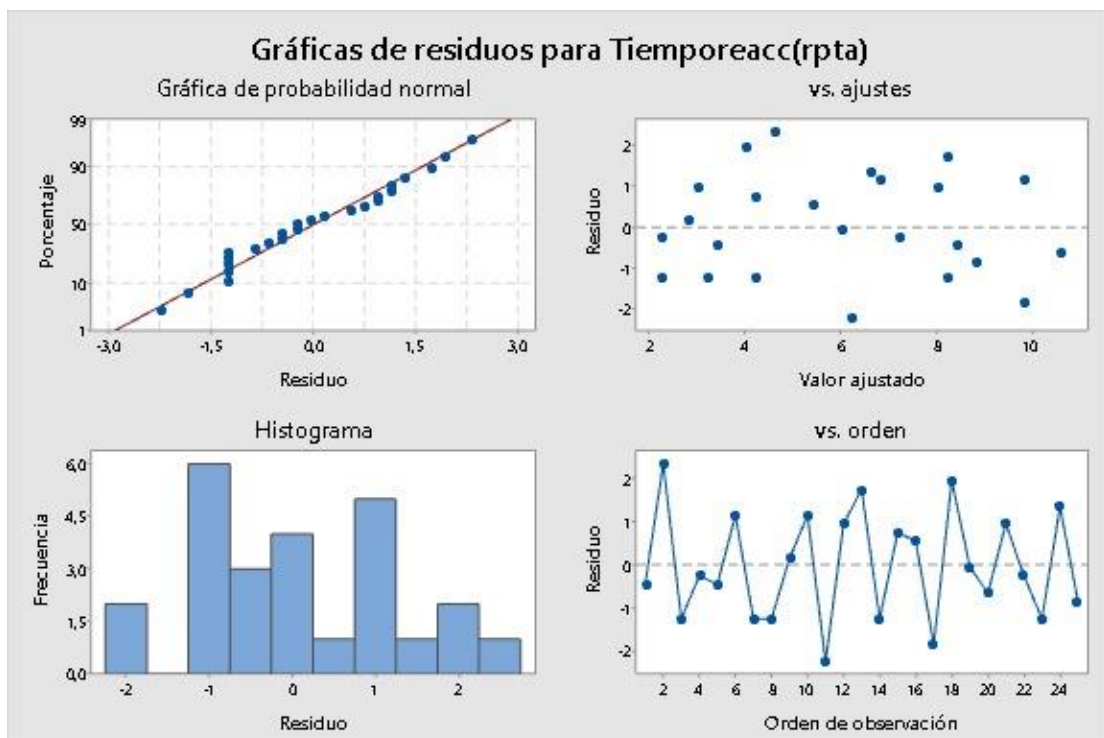 Gráficas de residuos para Tiemporeacc(rpta)
Gráfica de probabilidad normal
99
90
50
10
1
Porcentaje
-3,0 -1,5 0,0 1,5 3,0
Residuo
vs. ajustes
2
1
0
-1
-2
Residuo
2 4 6 8 10
Valor ajustado
Histograma
6,0
4,5
3,0
1,5
0,0
Frecuencia
-2 -1 0 1 2
Residuo
vs. orden
2
1
0
-1
-2
Residuo
2 4 6 8 10 12 14 16 18 20 22 24
Orden de observación